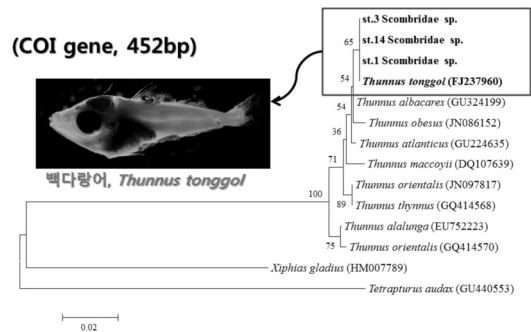 (COI gene, 452bp)
백다랑어, Thunnus tonggol
st.3 Scombridae sp.
65
st.14 Scombridae sp.
st.1 Scombridae sp.
54
Thunnus tonggol (FJ237960)
Thunnus albacares (GU324199)
54
Thunnus obesus (JN086152)
36
Thunnus atlanticus (GU224635)
71
Thunnus maccoyii (DQ107639)
Thunnus orientalis (JN097817)
100
89
Thunnus thynnus (GQ414568)
Thunnus alalunga (EU752223)
75
Thunnus orientalis (GQ414570)
Xiphias gladius (HM007789)
Tetrapturus audax (GU440553)
0.02